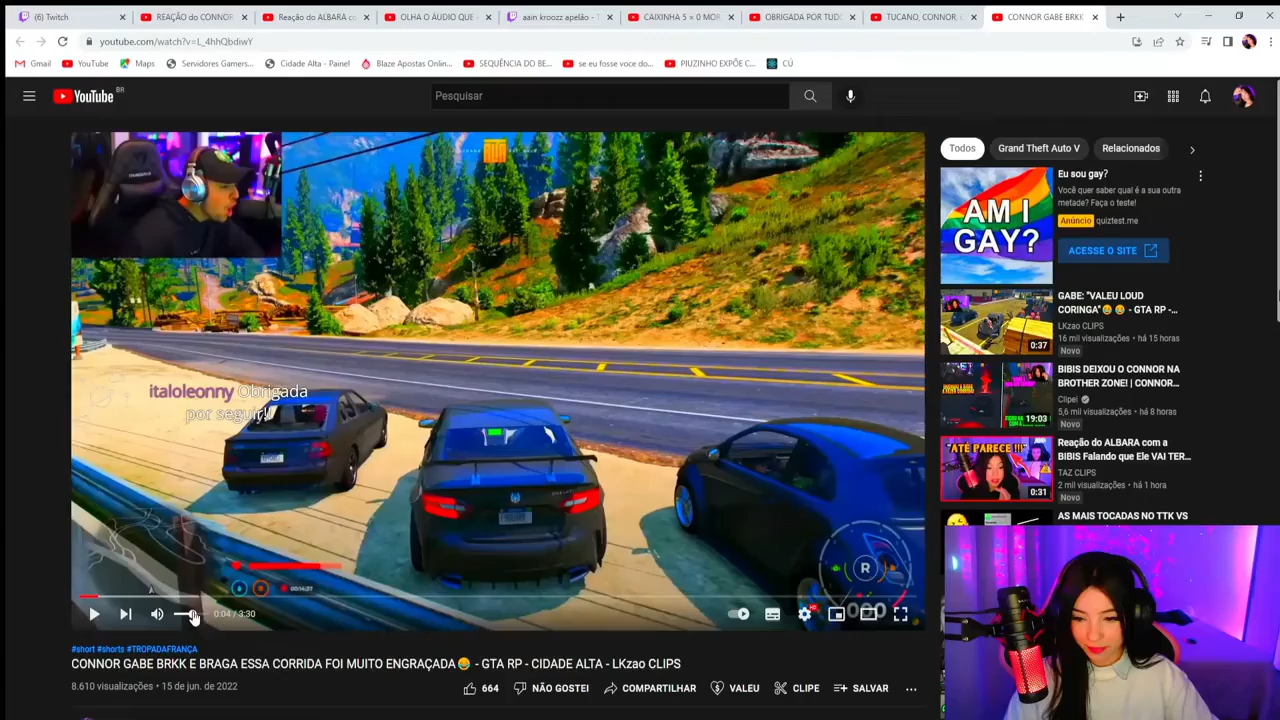 (6) Twitch
REAÇÃO do CONNOR
Reação do ALBARA co
OLHA O ÁUDIO QUE
aain kroozz apelão - T
CAIXINHA 5 × 0 MOR
OBRIGADA POR TUDO
TUCANO, CONNOR, C
CONNOR GABE BRKK
youtube.com/watch?v=L_4hhQbdiwY
Gmail
YouTube
Maps
Servidores Gamers...
Cidade Alta - Painel
Blaze Apostas Onlin...
SEQUÊNCIA DO BE...
se eu fosse voce do...
PIUZINHO EXPÕE C...
CÚ
YouTube BR
Pesquisar
italoleonny Obrigada
por seguir!!
R
00:14:27
0:04 / 3:30
HD
#short #shorts #TROPADAFRANÇA
CONNOR GABE BRKK E BRAGA ESSA CORRIDA FOI MUITO ENGRAÇADA😂 - GTA RP - CIDADE ALTA - LKzao CLIPS
8.610 visualizações • 15 de jun. de 2022
664
NÃO GOSTEI
COMPARTILHAR
VALEU
CLIPE
SALVAR
Todos
Grand Theft Auto V
Relacionados
AM I
GAY?
Eu sou gay?
Você quer saber qual é a sua outra
metade? Faça o teste!
Anúncio quiztest.me
ACESSE O SITE
0:37
GABE: "VALEU LOUD
CORINGA"😂😂 - GTA RP -...
LKzao CLIPS
16 mil visualizações • há 15 horas
Novo
19:03
BIBIS DEIXOU O CONNOR NA
BROTHER ZONE! | CONNOR...
Clipei
5,6 mil visualizações • há 8 horas
Novo
"ATÉ PARECE !!!"
0:31
Reação do ALBARA com a
BIBIS Falando que Ele VAI TER...
TAZ CLIPS
2 mil visualizações • há 1 hora
Novo
AS MAIS TOCADAS NO TTK VS